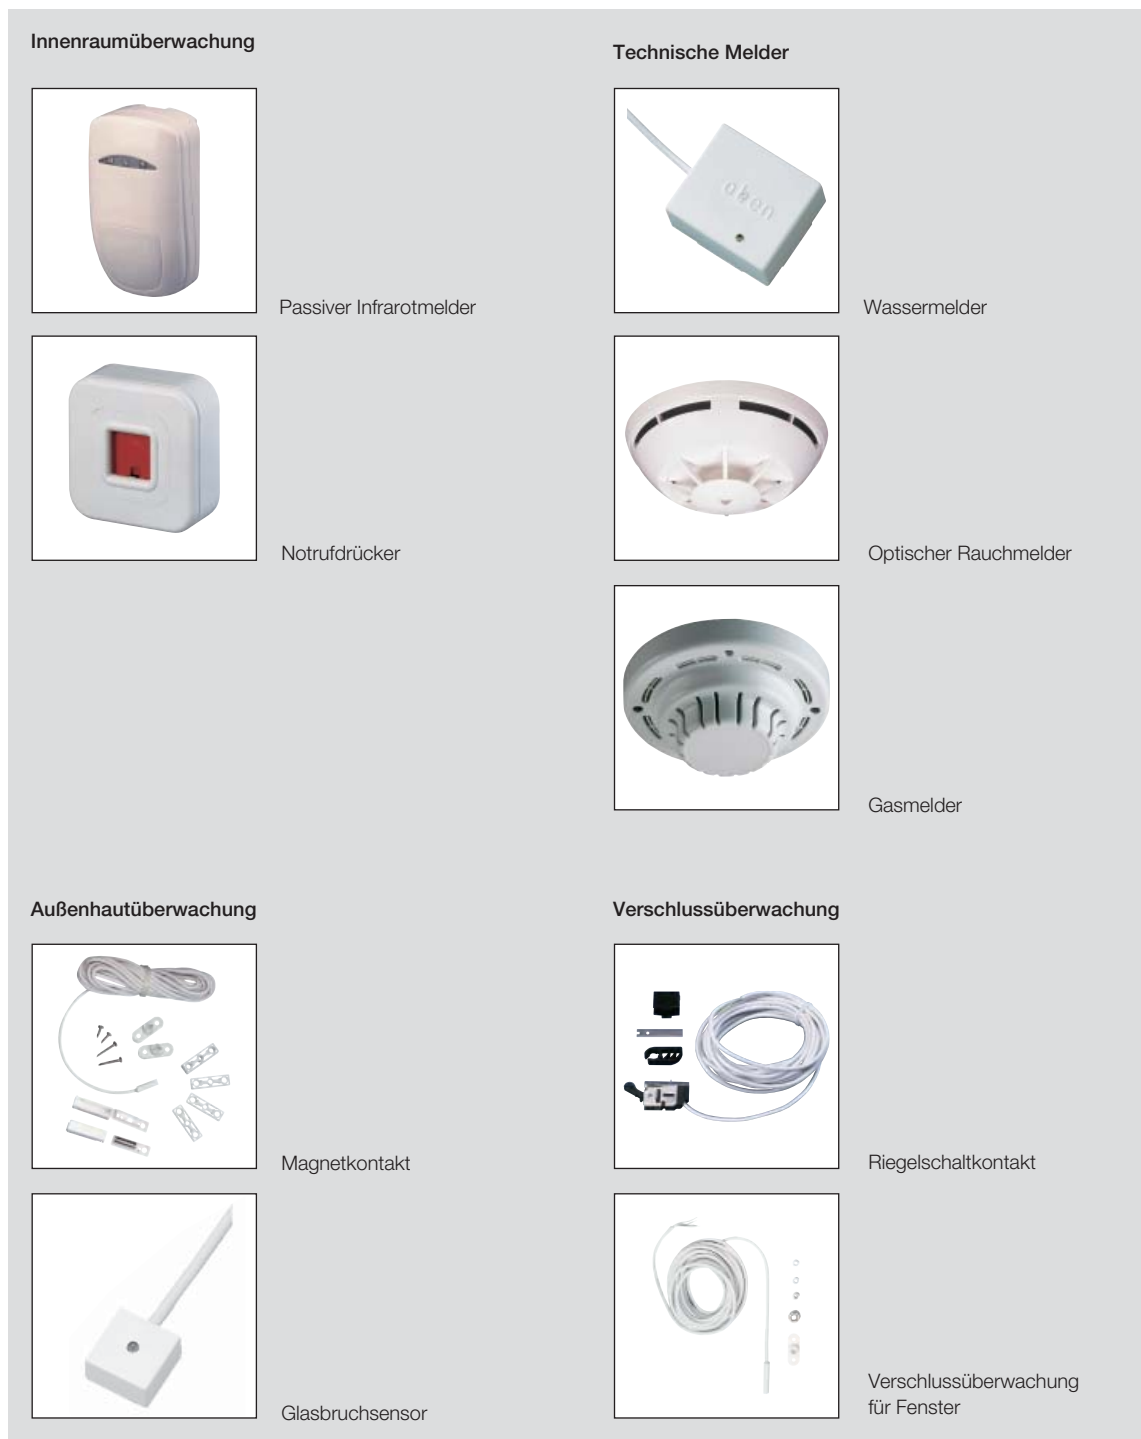 Innenraumüberwachung
Passiver Infrarotmelder
Notrufdrücker
Technische Melder
Wassermelder
Optischer Rauchmelder
Gasmelder
Außenhautüberwachung
Magnetkontakt
Glasbruchsensor
Verschlussüberwachung
Riegelschaltkontakt
Verschlussüberwachung
für Fenster